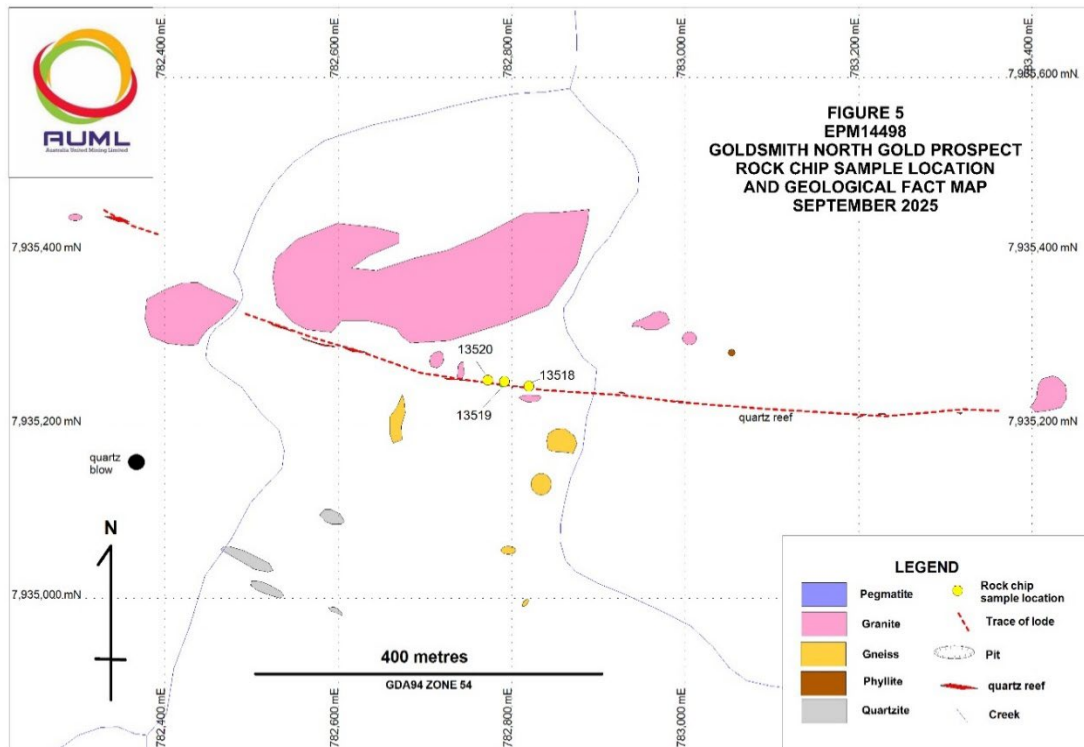 782,400 mE
782,600 mE
782,800 mE
783,000 mE
783,200 mE
783,400 mE
AUML
Australia United Mining Limited
7,935,600 mN
FIGURE 5
EPM14498
GOLDSMITH NORTH GOLD PROSPECT
ROCK CHIP SAMPLE LOCATION
AND GEOLOGICAL FACT MAP
SEPTEMBER 2025
7,935,400 mN
7,935,400 mN
13520
13518
13519
7,935,200 mN
quartz reef
7,935,200 mN
quartz
blow
N
7,935,000 mN
400 metres
GDA94 ZONE 54
LEGEND
Pegmatite
Rock chip
sample location
Granite
Trace of lode
Gneiss
Pit
Phyllite
quartz reef
Quartzite
Creek
782,400 mE
782,600 mE
782,800 mE
783,000 mE